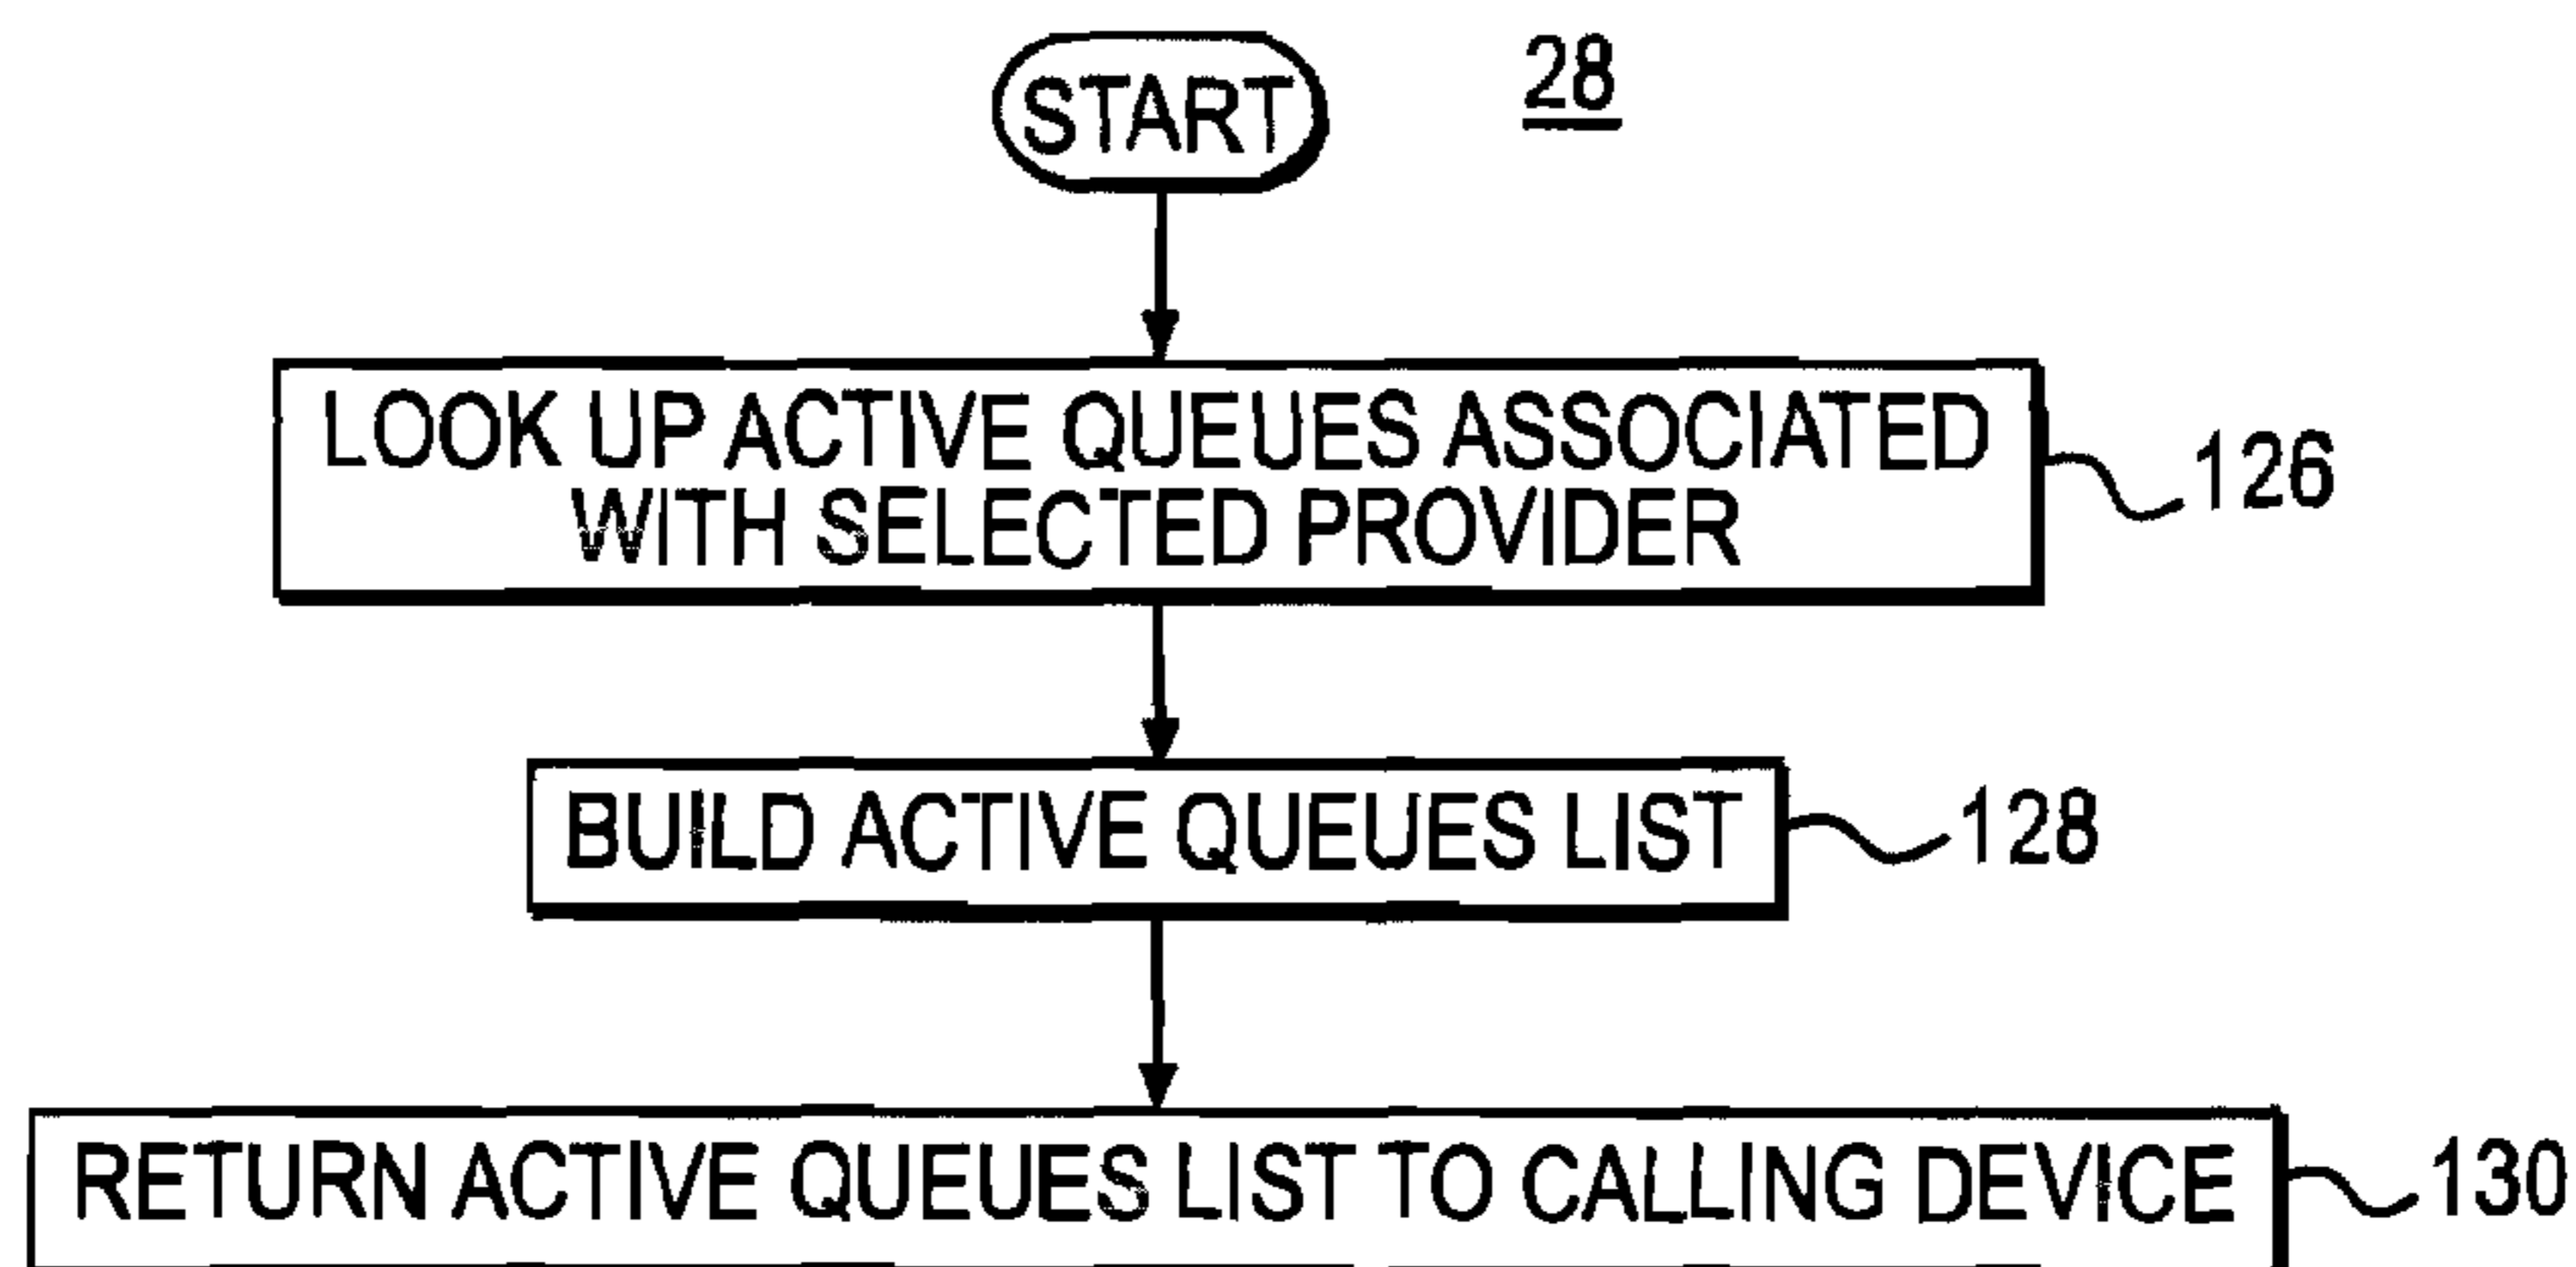 START
28
LOOK UP ACTIVE QUEUES ASSOCIATED
WITH SELECTED PROVIDER
126
BUILD ACTIVE QUEUES LIST
128
RETURN ACTIVE QUEUES LIST TO CALLING DEVICE
130